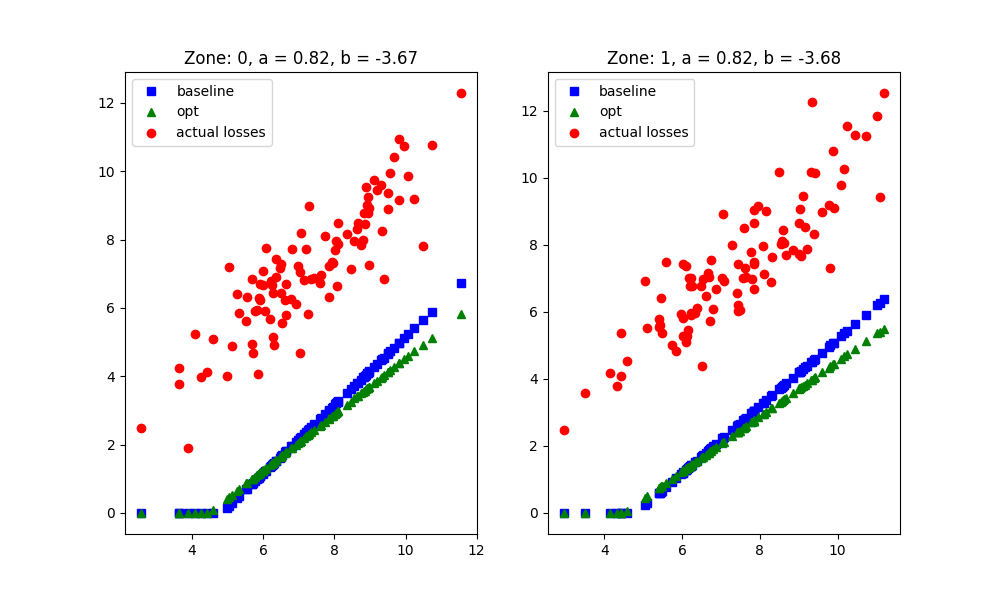 Zone: 0, a = 0.82, b = -3.67
baseline
opt
actual losses
12
10
8
6
4
2
0
4
6
8
10
12
Zone: 1, a = 0.82, b = -3.68
baseline
opt
actual losses
12
10
8
6
4
2
0
4
6
8
10